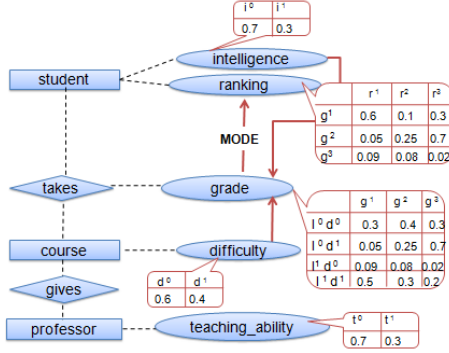 i⁰ i¹
0.7 0.3
intelligence
student
ranking
r¹ r² r³
g¹ 0.6 0.1 0.3
g² 0.05 0.25 0.7
g³ 0.09 0.08 0.02
MODE
takes
grade
g¹ g² g³
I⁰ d⁰ 0.3 0.4 0.3
I⁰ d¹ 0.05 0.25 0.7
I¹ d⁰ 0.09 0.08 0.02
I¹ d¹ 0.5 0.3 0.2
course
difficulty
d⁰ d¹
0.6 0.4
gives
professor
teaching_ability
t⁰ t¹
0.7 0.3